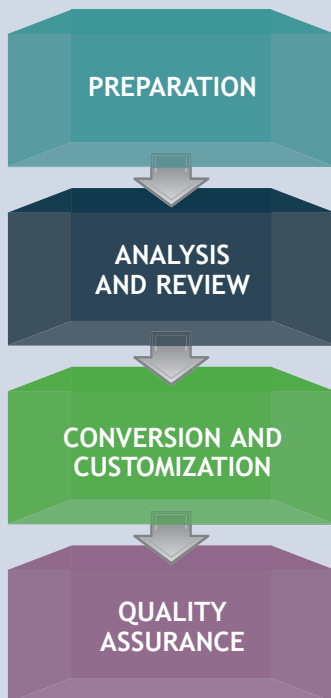 PREPARATION
ANALYSIS
AND REVIEW
CONVERSION AND
CUSTOMIZATION
QUALITY
ASSURANCE